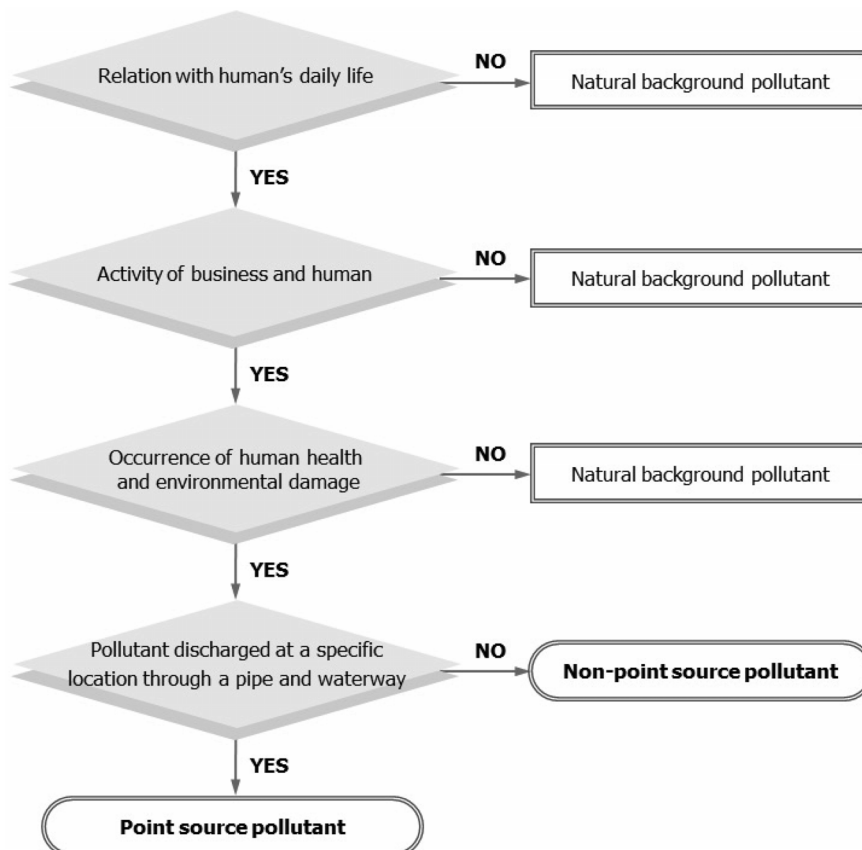 Relation with human's daily life
NO
Natural background pollutant
YES
Activity of business and human
NO
Natural background pollutant
YES
Occurrence of human health
and environmental damage
NO
Natural background pollutant
YES
Pollutant discharged at a specific
location through a pipe and waterway
NO
Non-point source pollutant
YES
Point source pollutant